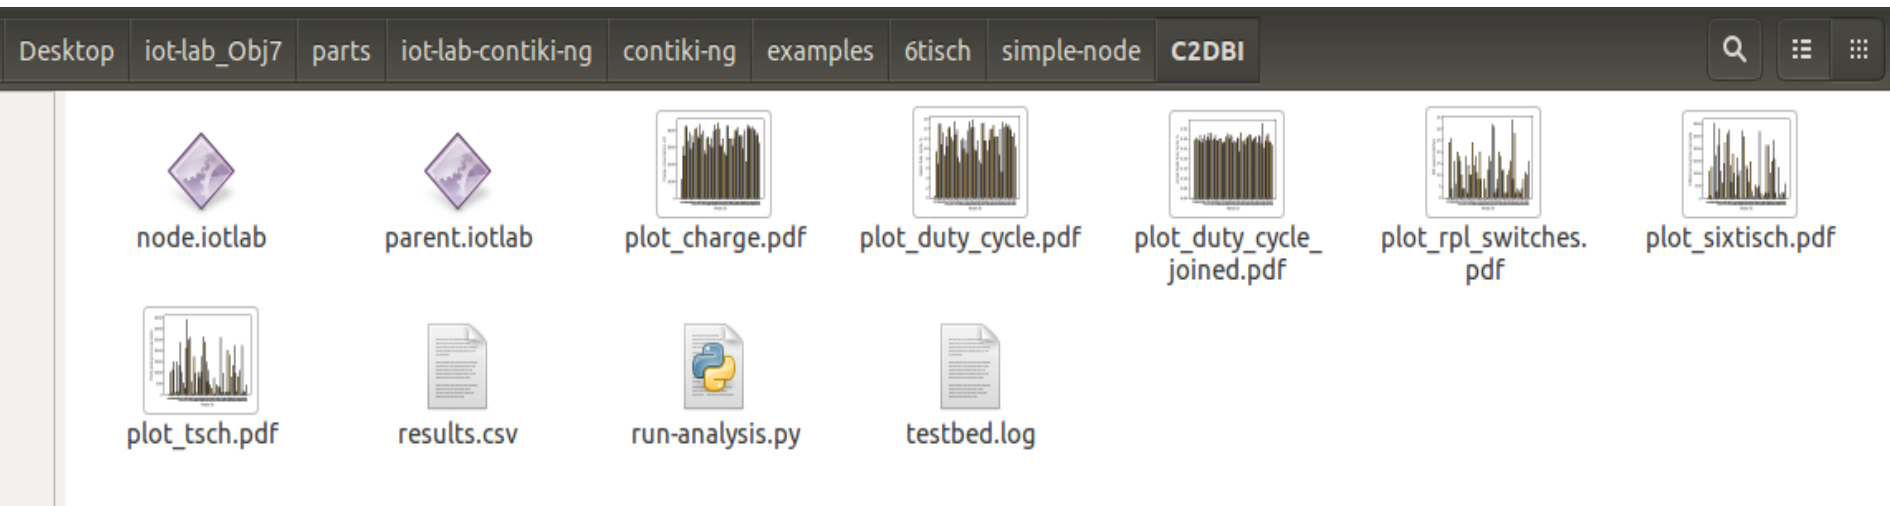 Desktop iot-lab_Obj7 parts iot-lab-contiki-ng contiki-ng examples 6tisch simple-node C2DBI
node.iotlab parent.iotlab plot_charge.pdf plot_duty_cycle.pdf plot_duty_cycle_ plot_rpl_switches. plot_sixtisch.pdf
joined.pdf pdf
plot_tsch.pdf results.csv run-analysis.py testbed.log